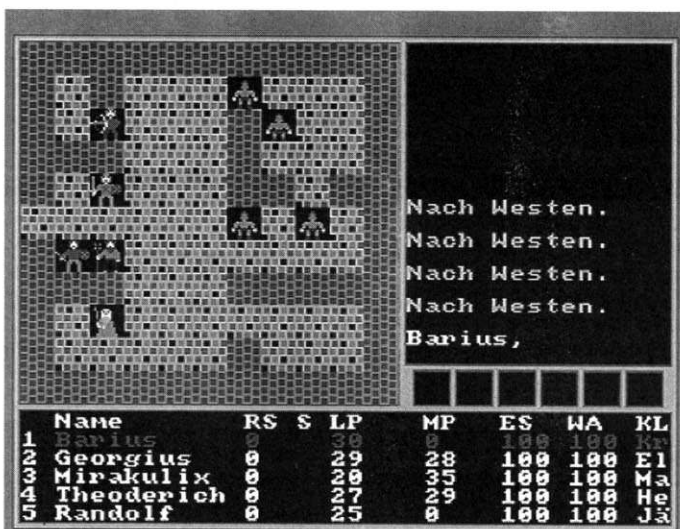 Nach Westen.
Nach Westen.
Nach Westen.
Nach Westen.
Barius,
Name RS S LP MP ES WA KL
1 Barius 0 30 0 100 100 Kr
2 Georgius 0 29 28 100 100 El
3 Mirakulix 0 20 35 100 100 Ma
4 Theoderich 0 27 29 100 100 He
5 Randolf 0 25 0 100 100 Jä